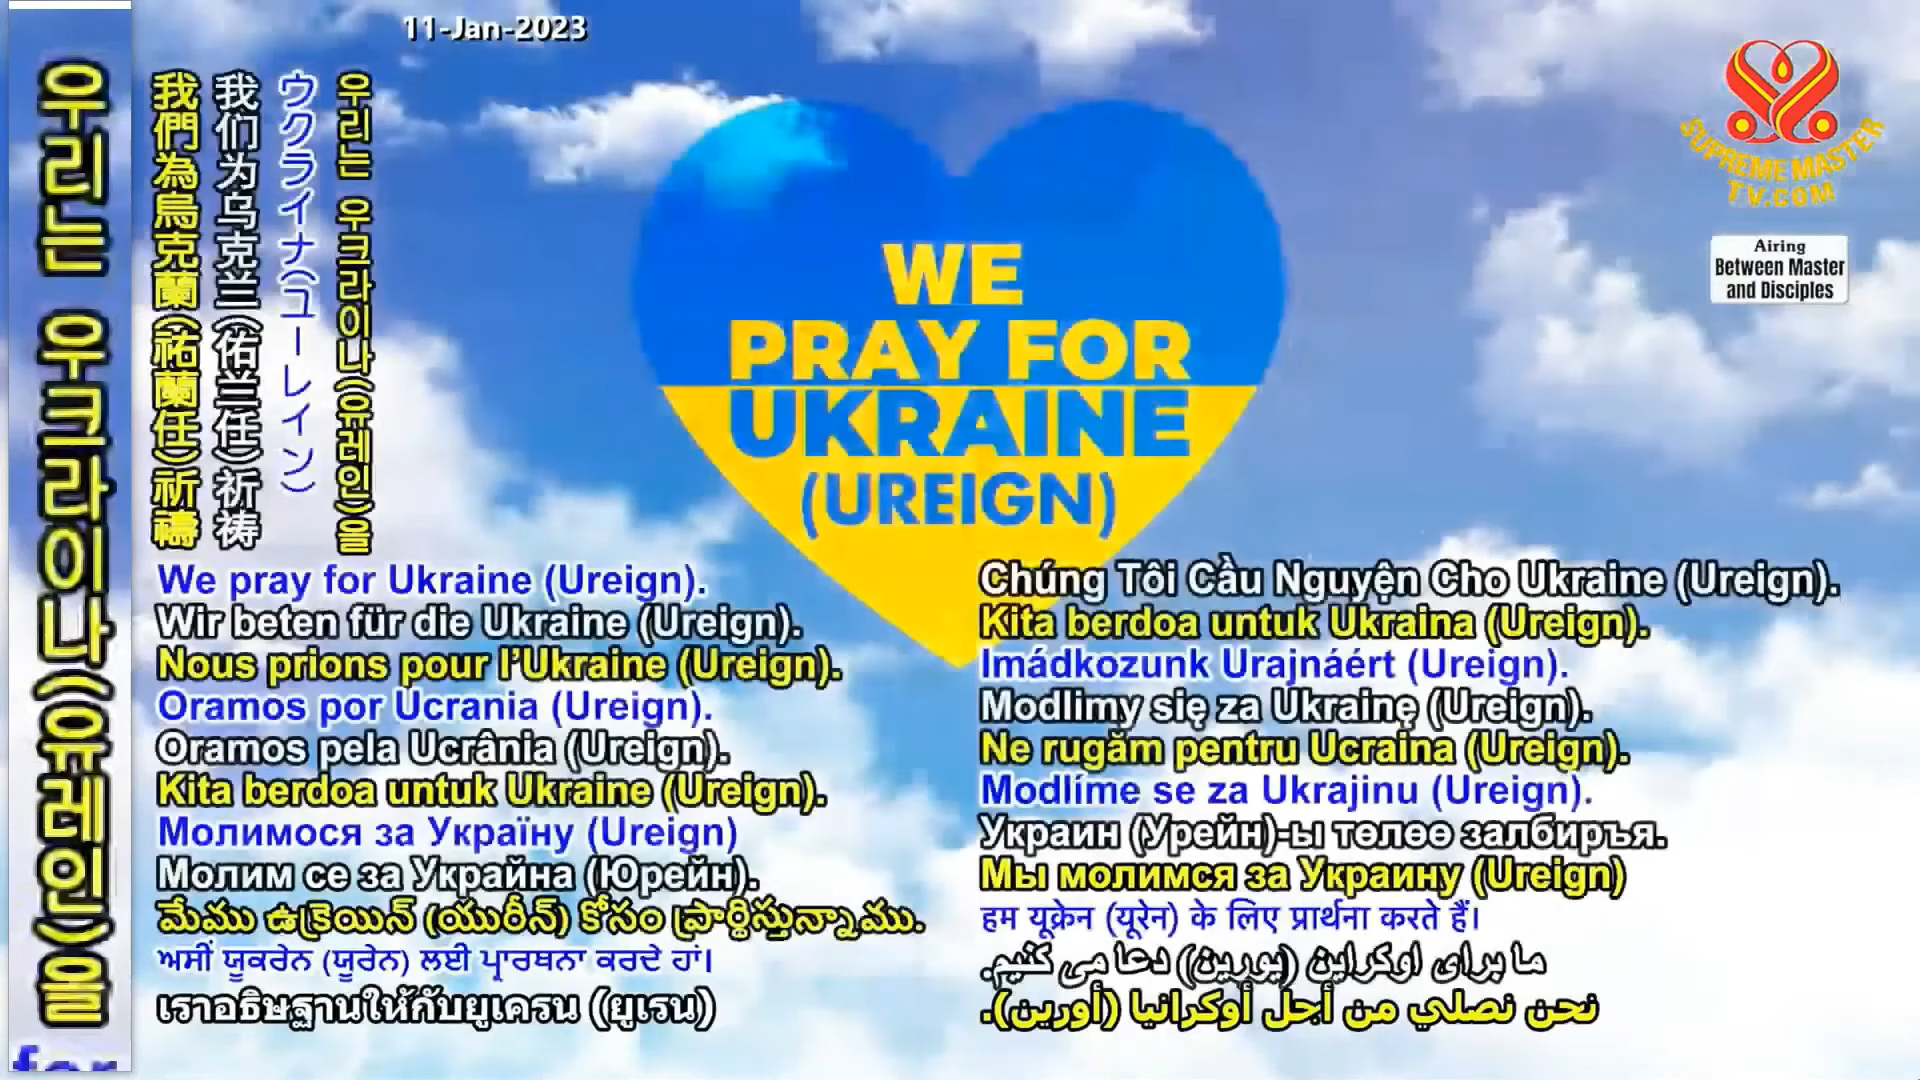 11-Jan-2023
우리는 우크라이나(유레인)을
for
我們為烏克蘭(祐蘭任)祈禱
我们为乌克兰(佑兰任)祈祷
ウクライナ(ユーレイン)
우리는 우크라이나(유레인)을
WE
PRAY FOR
UKRAINE
(UREIGN)
SUPREME MASTER
TV.COM
Airing
Between Master
and Disciples
We pray for Ukraine (Ureign).
Wir beten für die Ukraine (Ureign).
Nous prions pour l’Ukraine (Ureign).
Oramos por Ucrania (Ureign).
Oramos pela Ucrânia (Ureign).
Kita berdoa untuk Ukraine (Ureign).
Молимося за Україну (Ureign)
Молим се за Украйна (Юрейн).
మేము ఉక్రెయిన్ (యురీన్) కోసం ప్రార్థిస్తున్నాము.
ਅਸੀਂ ਯੂਕਰੇਨ (ਯੂਰੇਨ) ਲਈ ਪ੍ਰਾਰਥਨਾ ਕਰਦੇ ਹਾਂ।
เราอธิษฐานให้กับยูเครน (ยูเรน)
Chúng Tôi Cầu Nguyện Cho Ukraine (Ureign).
Kita berdoa untuk Ukraina (Ureign).
Imádkozunk Urajnáért (Ureign).
Modlimy się za Ukrainę (Ureign).
Ne rugăm pentru Ucraina (Ureign).
Modlíme se za Ukrajinu (Ureign).
Украин (Урейн)-ы төлөө залбиръя.
Мы молимся за Украину (Ureign)
हम यूक्रेन (यूरेन) के लिए प्रार्थना करते हैं।
ما برای اوکراین (یورین) دعا می کنیم.
نحن نصلي من أجل أوكرانيا (أورين).